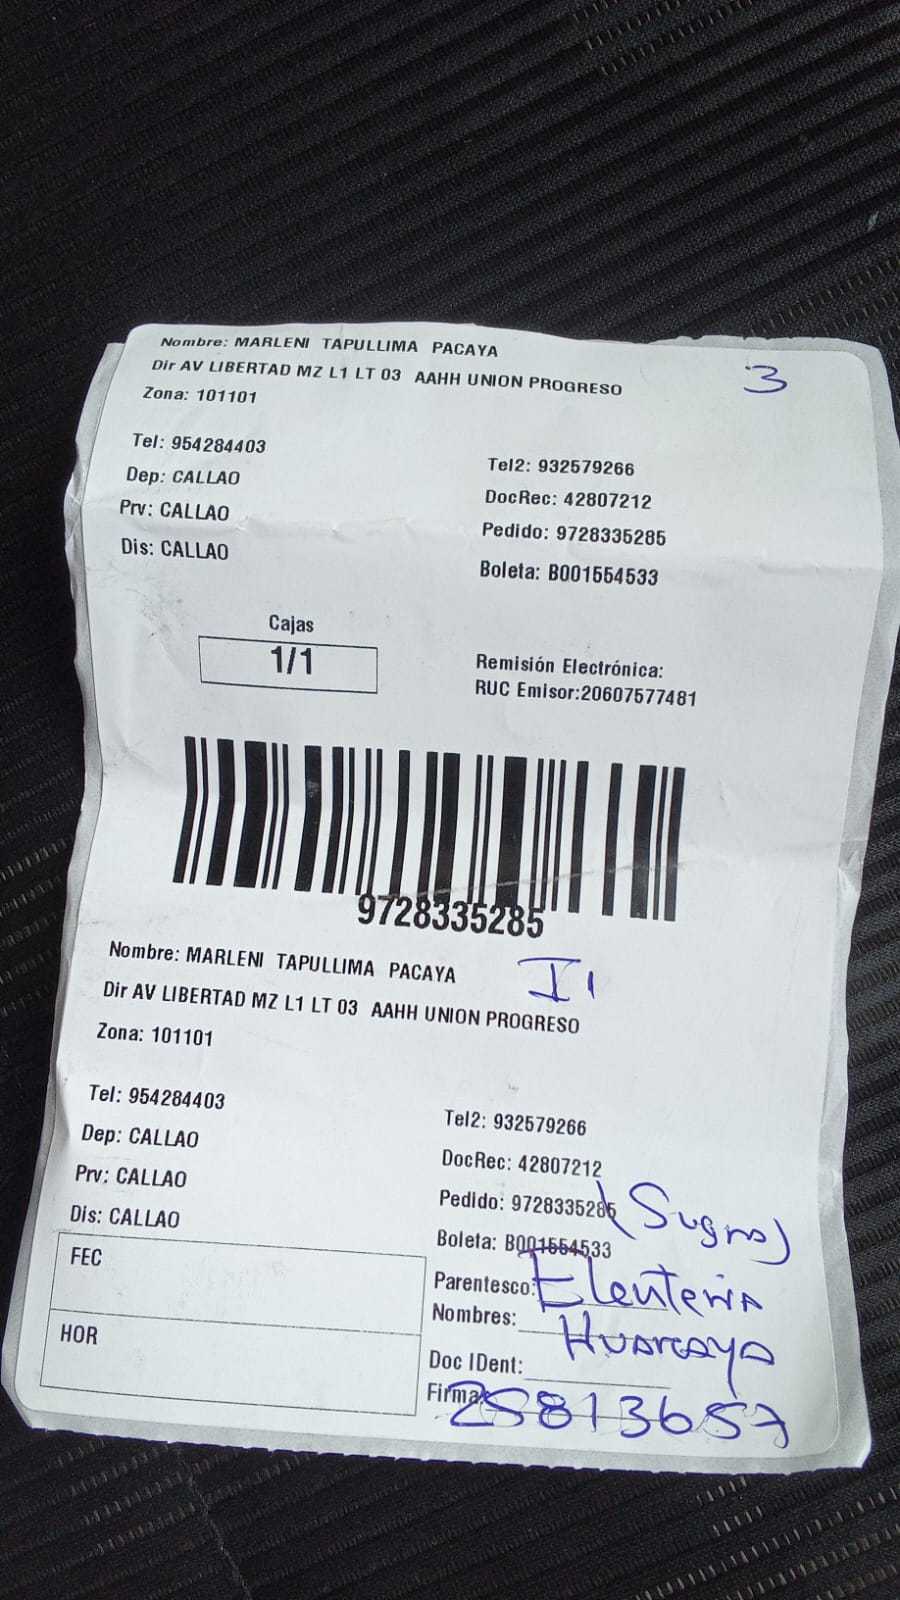 Nombre: MARLENI TAPULLIMA PACAYA
3
Dir AV LIBERTAD MZ L1 LT 03 AAHH UNION PROGRESO
Zona: 101101
Tel: 954284403
Tel2: 932579266
Dep: CALLAO
DocRec: 42807212
Prv: CALLAO
Pedido: 9728335285
Dis: CALLAO
Boleta: B001554533
Cajas
1/1
Remisión Electrónica:
RUC Emisor:20607577481
9728335285
Nombre: MARLENI TAPULLIMA PACAYA
Dir AV LIBERTAD MZ L1 LT 03 AAHH UNION PROGRESO
Zona: 101101
Tel: 954284403
Tel2: 932579266
Dep: CALLAO
DocRec: 42807212
Prv: CALLAO
Pedido: 9728335285
(Sugra)
Dis: CALLAO
Boleta: B001554533
FEC
Parentesco: Eleuteria
Nombres: Huarcaya
HOR
Doc IDent:
Firma: 25813657